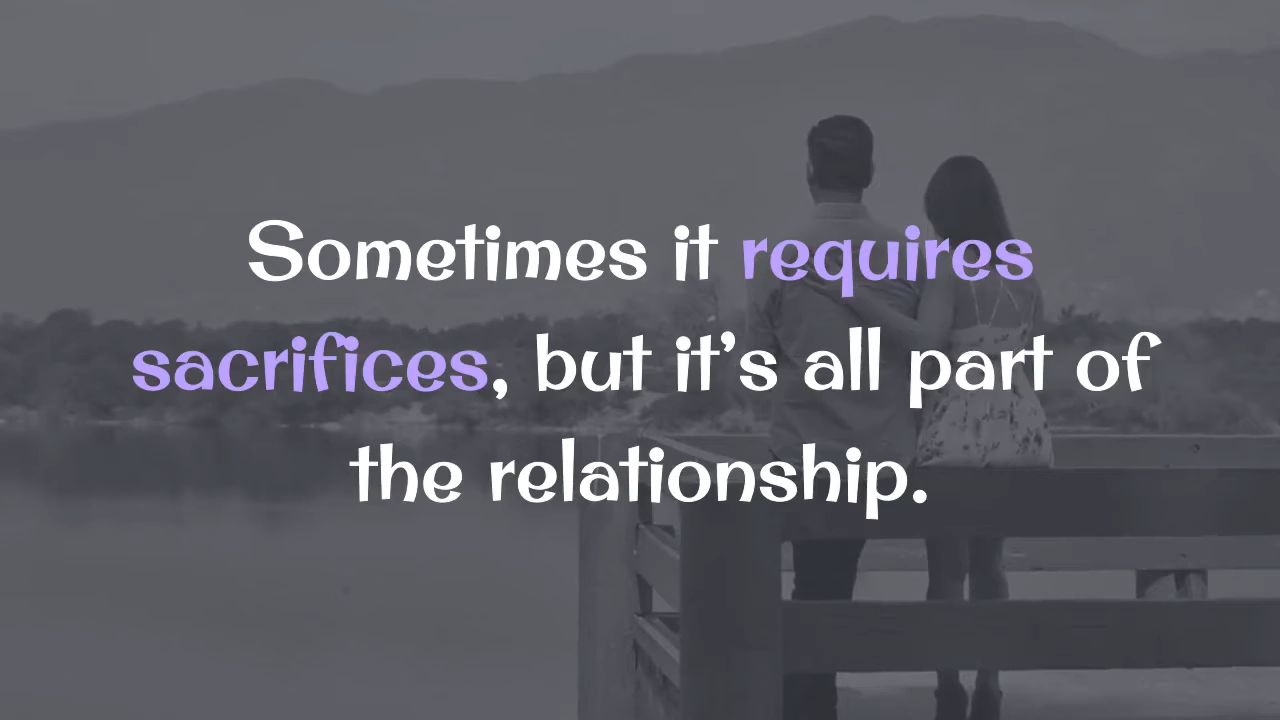 Sometimes it requires
sacrifices, but it’s all part of
the relationship.